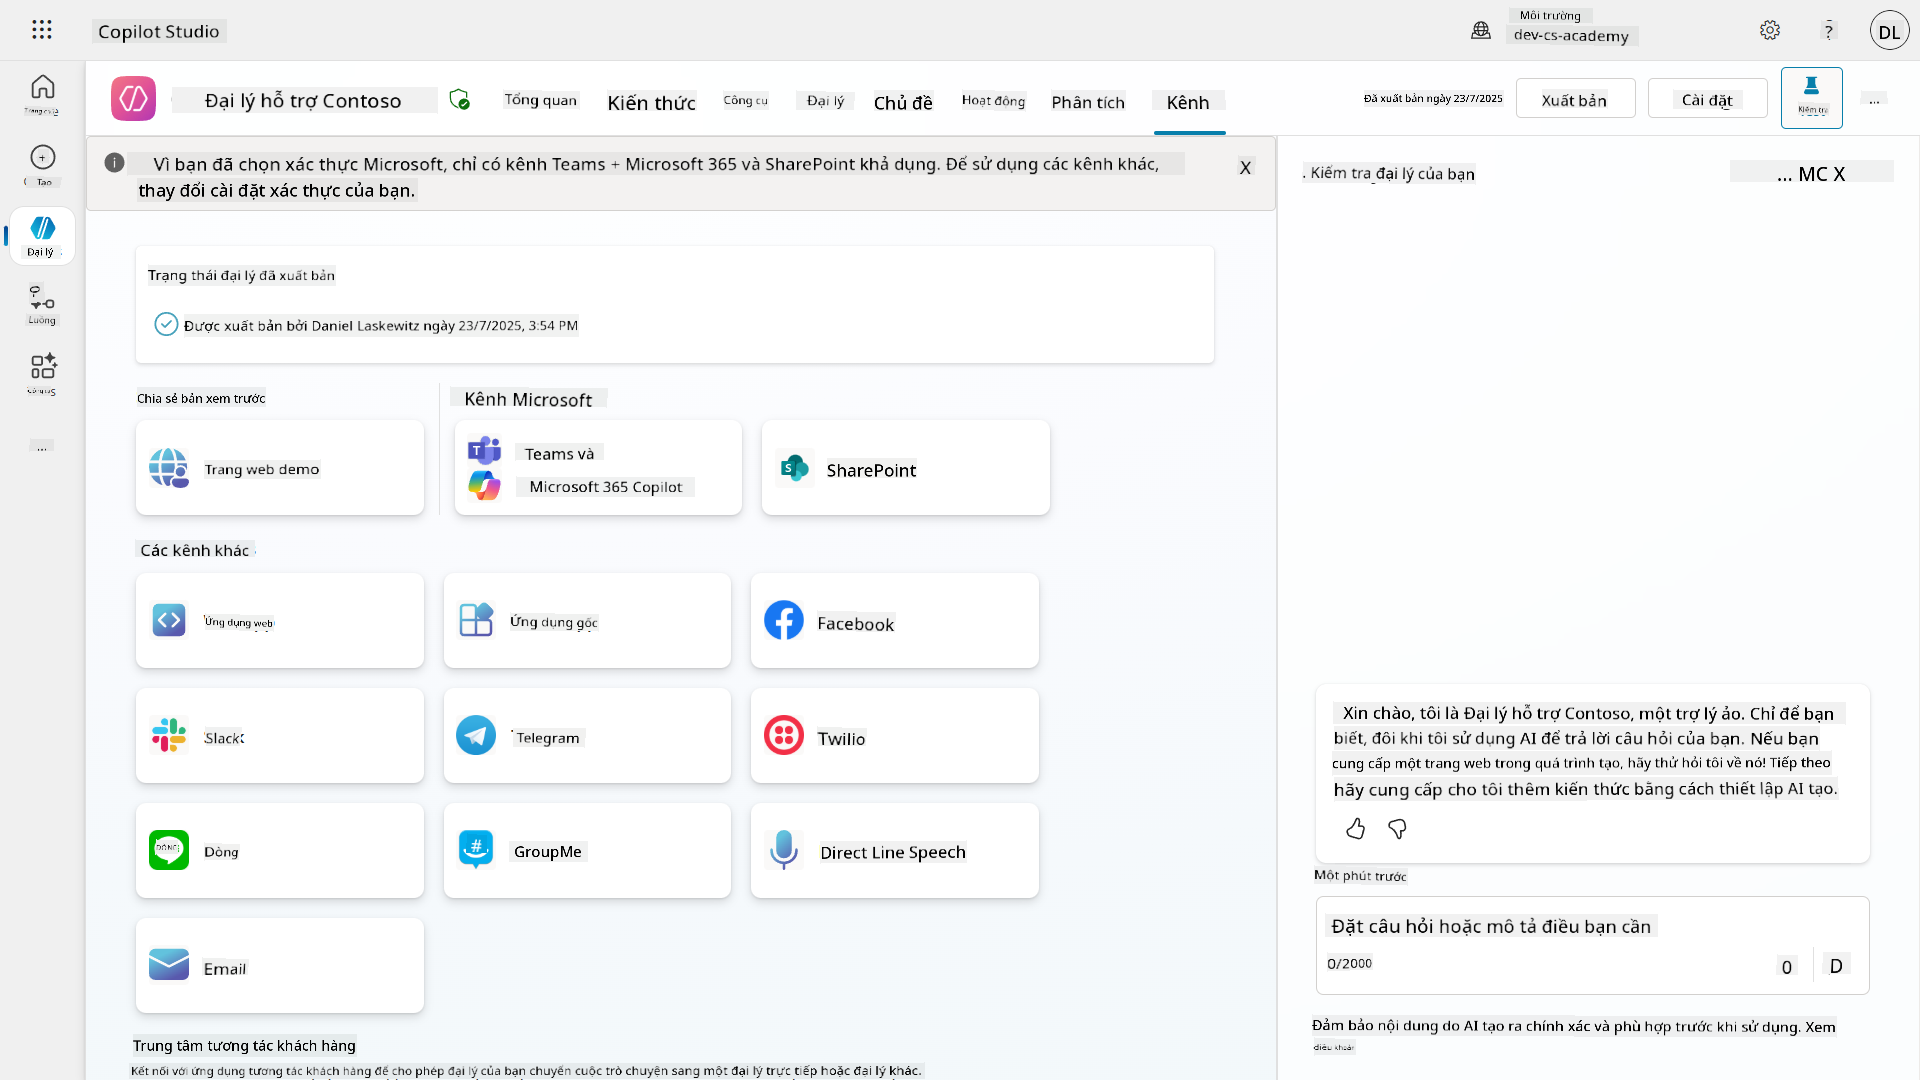 Copilot Studio
Môi trường
dev-cs-academy
?
DL
Đại lý hỗ trợ Contoso
Tổng quan
Kiến thức
Công cụ
Đại lý
Chủ đề
Hoạt động
Phân tích
Kênh
Đã xuất bản ngày 23/7/2025
Xuất bản
Cài đặt
Kiểm tra
...
Tạo
Đại lý
Luồng
...
Vì bạn đã chọn xác thực Microsoft, chỉ có kênh Teams + Microsoft 365 và SharePoint khả dụng. Để sử dụng các kênh khác,
thay đổi cài đặt xác thực của bạn.
X
Trạng thái đại lý đã xuất bản
Được xuất bản bởi Daniel Laskewitz ngày 23/7/2025, 3:54 PM
Chia sẻ bản xem trước
Kênh Microsoft
Trang web demo
Teams và
Microsoft 365 Copilot
SharePoint
Các kênh khác
Ứng dụng web
Ứng dụng gốc
Facebook
Slack
Telegram
Twilio
Dòng
GroupMe
Direct Line Speech
Email
Trung tâm tương tác khách hàng
Kết nối với ứng dụng tương tác khách hàng để cho phép đại lý của bạn chuyển cuộc trò chuyện sang một đại lý trực tiếp hoặc đại lý khác.
. Kiểm tra đại lý của bạn
... MC X
Xin chào, tôi là Đại lý hỗ trợ Contoso, một trợ lý ảo. Chỉ để bạn
biết, đôi khi tôi sử dụng AI để trả lời câu hỏi của bạn. Nếu bạn
cung cấp một trang web trong quá trình tạo, hãy thử hỏi tôi về nó! Tiếp theo
hãy cung cấp cho tôi thêm kiến thức bằng cách thiết lập AI tạo.
Một phút trước
Đặt câu hỏi hoặc mô tả điều bạn cần
0/2000
0
D
Đảm bảo nội dung do AI tạo ra chính xác và phù hợp trước khi sử dụng. Xem
điều khoản